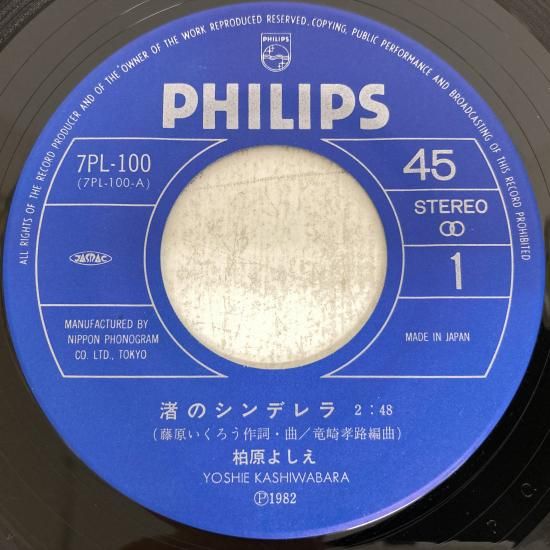 ALL RIGHTS OF THE RECORD PRODUCER AND OF THE OWNER OF THE WORK REPRODUCED RESERVED. COPYING, PUBLIC PERFORMANCE AND BROADCASTING OF THIS RECORD PROHIBITED
PHILIPS
PHILIPS
7PL-100
(7PL-100-A)
45
STEREO
1
JASRAC
MANUFACTURED BY
NIPPON PHONOGRAM
CO. LTD., TOKYO
MADE IN JAPAN
渚のシンデレラ 2:48
(藤原いくろう作詞・曲/竜崎孝路編曲)
柏原よしえ
YOSHIE KASHIWABARA
Ⓟ1982